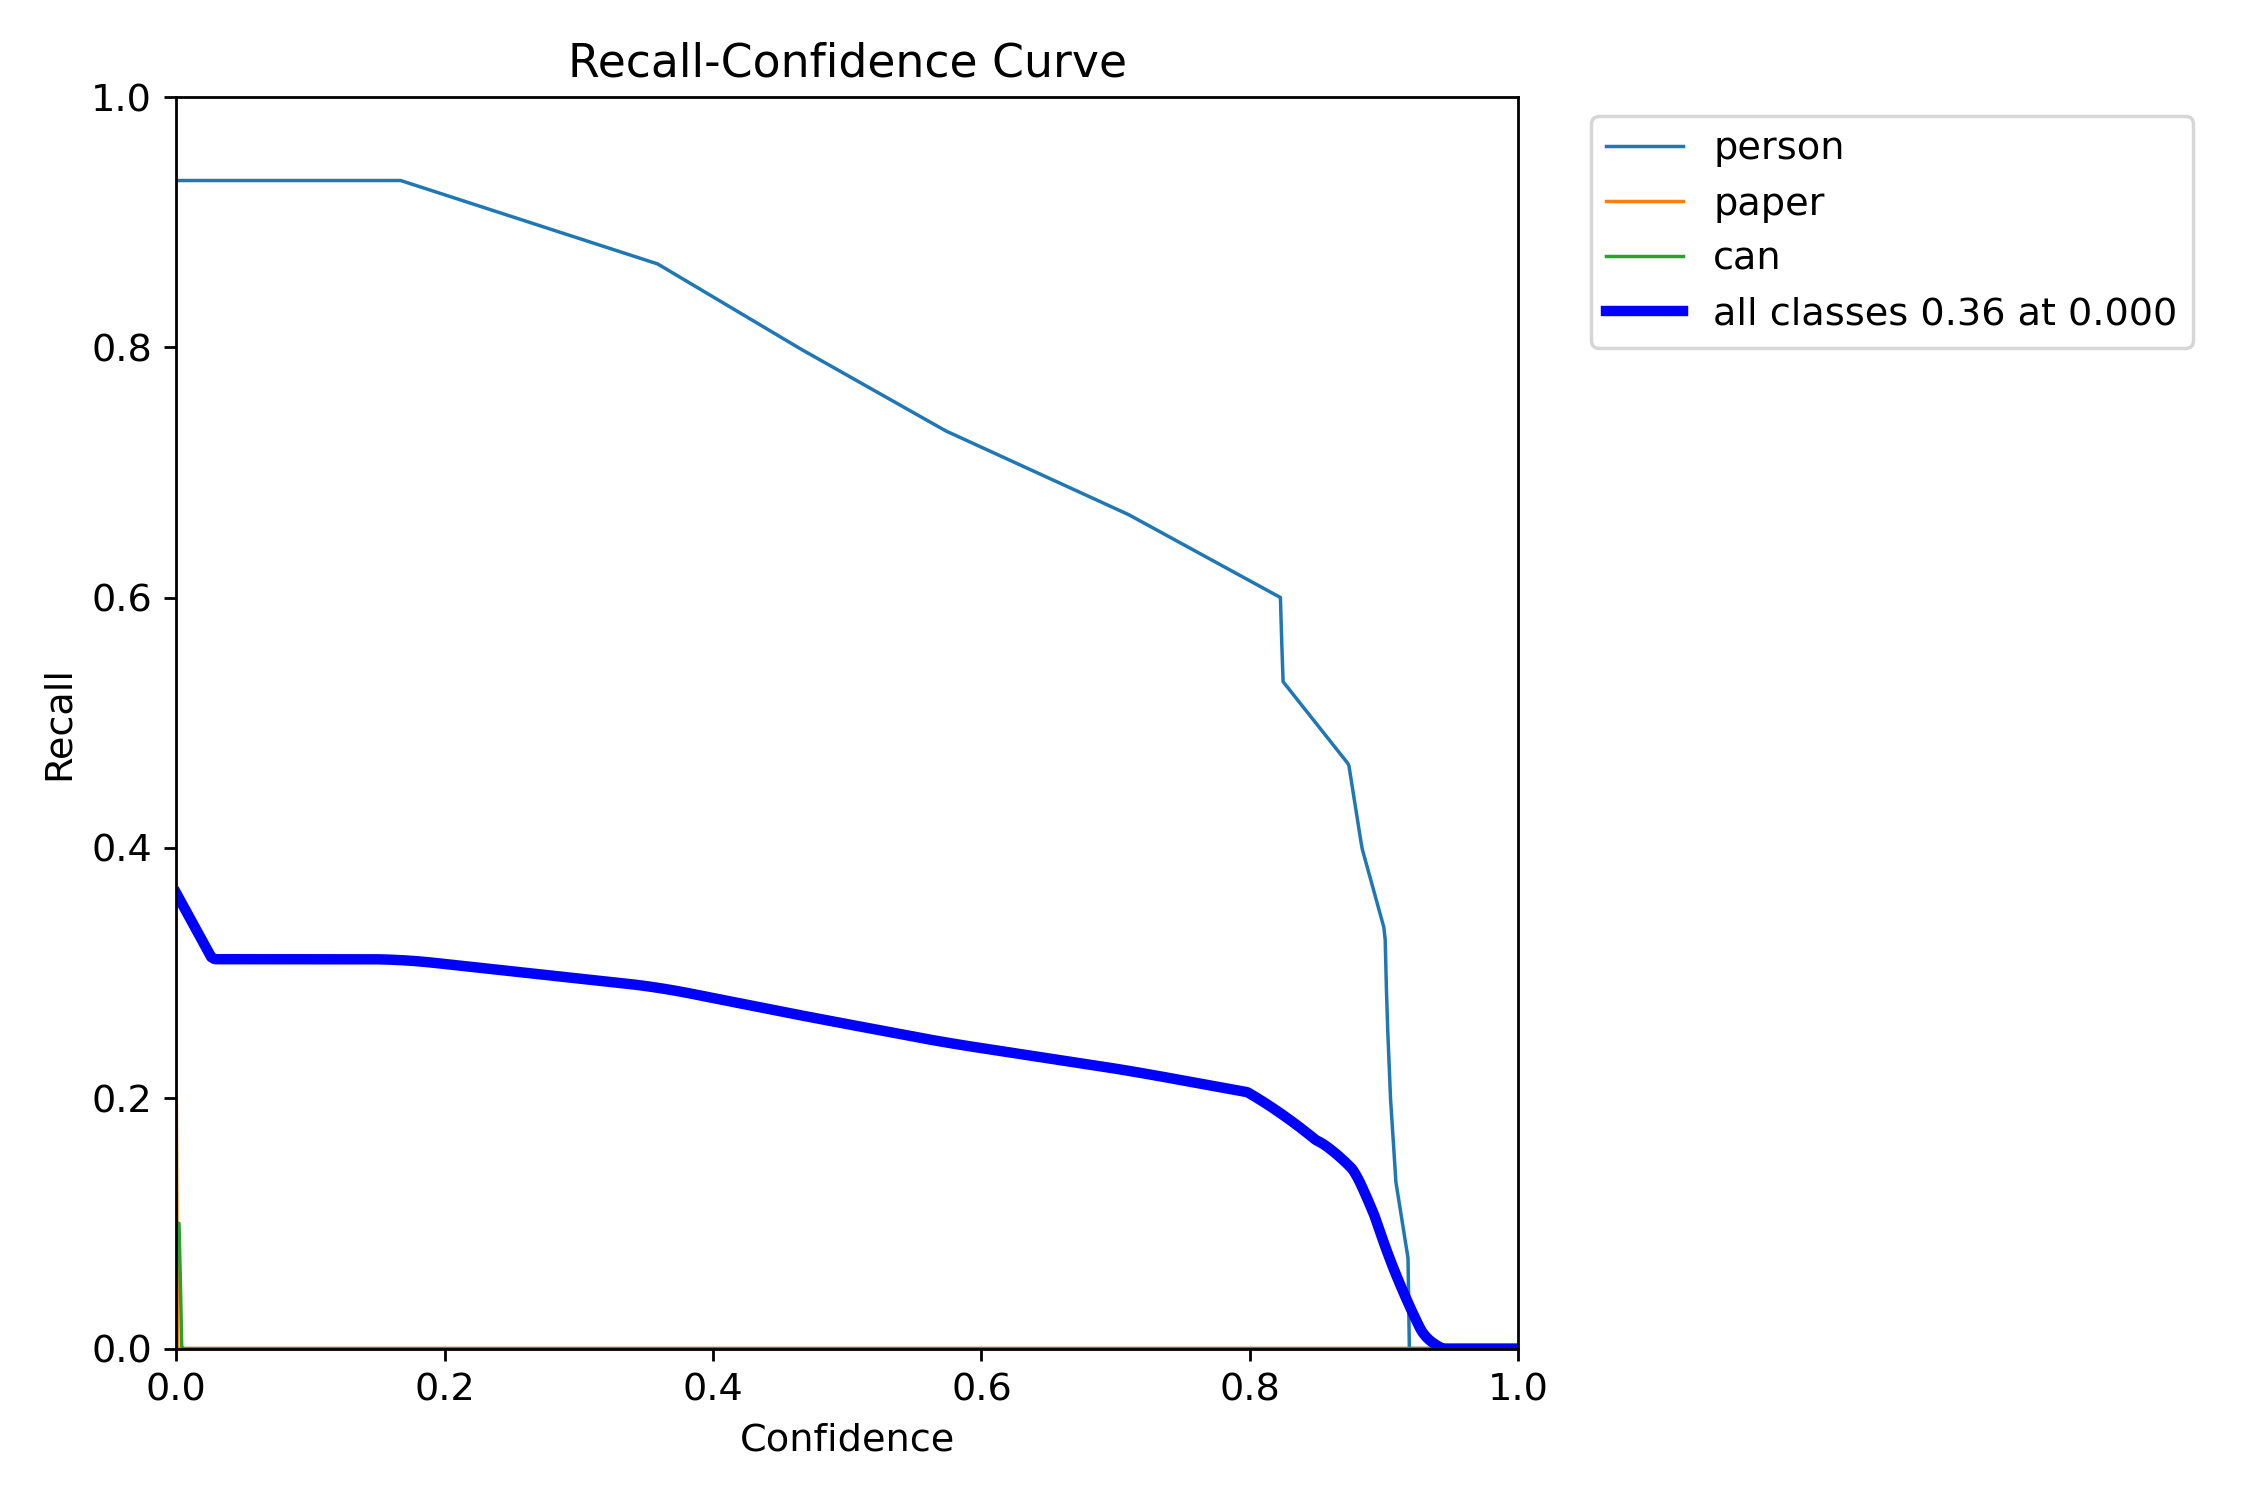 Recall-Confidence Curve
1.0
0.8
0.6
0.4
0.2
0.0
Recall
0.0 0.2 0.4 0.6 0.8 1.0
Confidence
person
paper
can
all classes 0.36 at 0.000